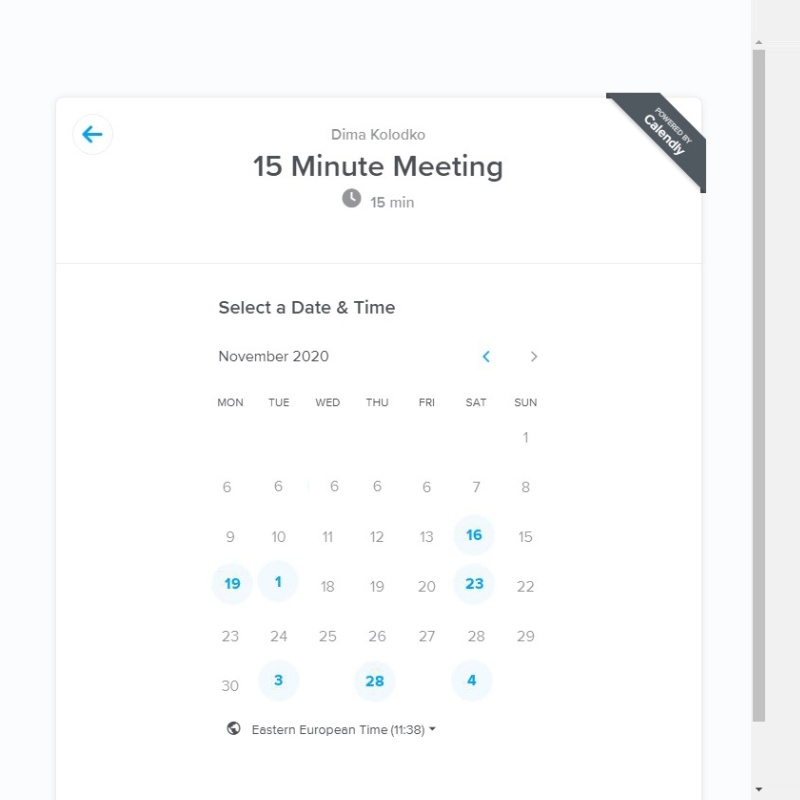 POWERED BY
Calendly
Dima Kolodko
15 Minute Meeting
15 min
Select a Date & Time
November 2020
MON TUE WED THU FRI SAT SUN
1
6 6 6 6 6 7 8
9 10 11 12 13 16 15
19 1 18 19 20 23 22
23 24 25 26 27 28 29
30 3 28 4
Eastern European Time (11:38)